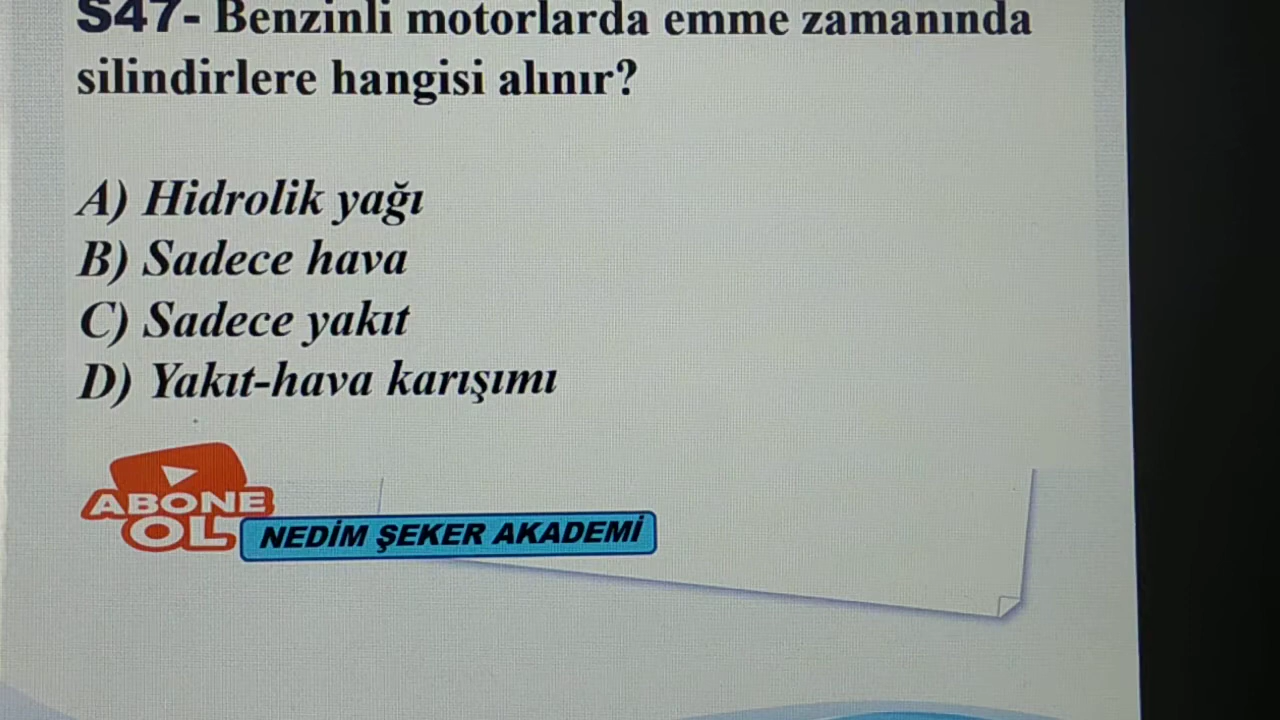 S47- Benzinli motorlarda emme zamanında
silindirlere hangisi alınır?
A) Hidrolik yağı
B) Sadece hava
C) Sadece yakıt
D) Yakıt-hava karışımı
ABONE
OL
NEDİM ŞEKER AKADEMİ